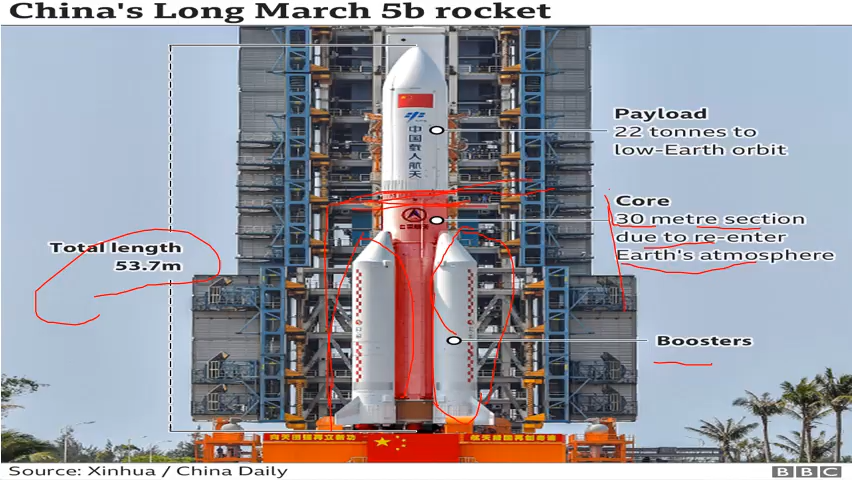 China's Long March 5b rocket
Payload
22 tonnes to
low-Earth orbit
中国载人航天
Core
30 metre section
due to re-enter
Earth's atmosphere
Total length
53.7m
Boosters
Source: Xinhua / China Daily
BBC